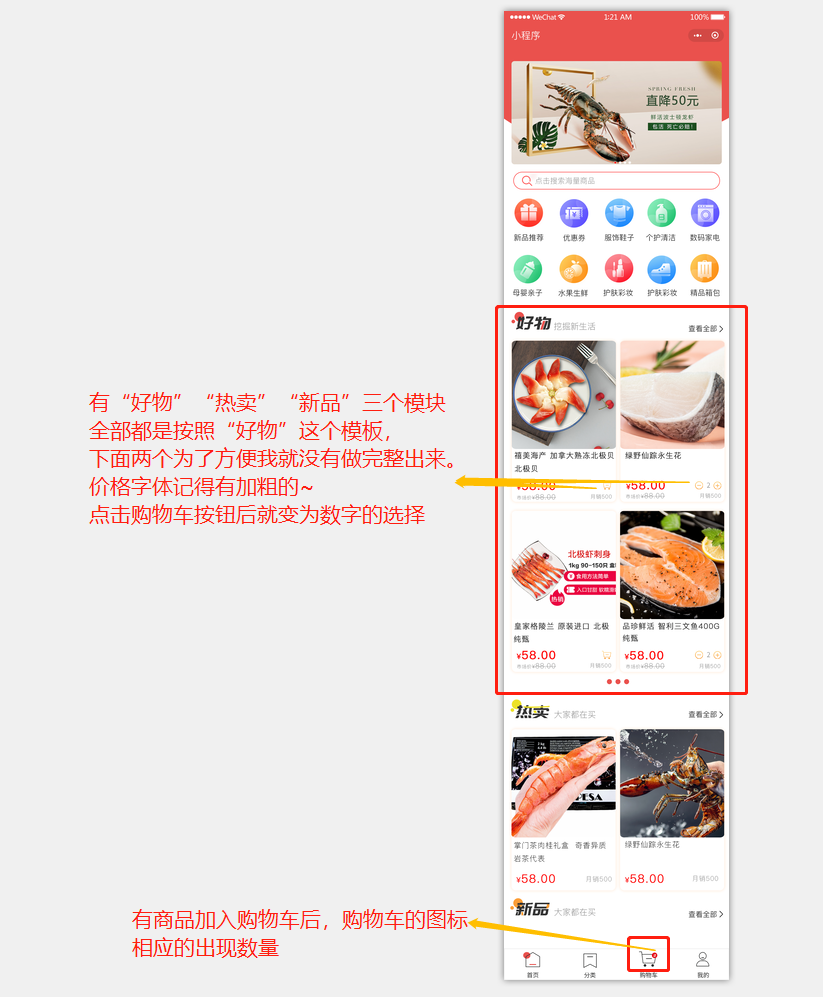 WeChat 1:21 AM 100%
小程序
SPRING FRESH
直降50元
鲜活波士顿龙虾
包活 死亡必赔!
点击搜索海量商品
新品推荐 优惠券 服饰鞋子 个护清洁 数码家电
母婴亲子 水果生鲜 护肤彩妆 护肤彩妆 精品箱包
好物 挖掘新生活 查看全部
有“好物”“热卖”“新品”三个模块
全部都是按照“好物”这个模板,
下面两个为了方便我就没有做完整出来。
价格字体记得有加粗的~
点击购物车按钮后就变为数字的选择
禧美海产 加拿大熟冻北极贝
北极贝
¥58.00
市场价¥88.00 月销500
绿野仙踪永生花
¥58.00 2
市场价¥88.00 月销500
北极虾刺身
1kg 90-150只
食用方法简单
人口甘甜
热销
皇家格陵兰 原装进口 北极
纯甄
¥58.00
市场价¥88.00 月销500
品珍鲜活 智利三文鱼400G
纯甄
¥58.00 2
市场价¥88.00 月销500
热卖 大家都在买 查看全部
掌门茶肉桂礼盒 奇香异质
岩茶代表
¥58.00 月销500
绿野仙踪永生花
¥58.00 月销500
新品 大家都在买 查看全部
有商品加入购物车后，购物车的图标
相应的出现数量
首页 分类 购物车 我的